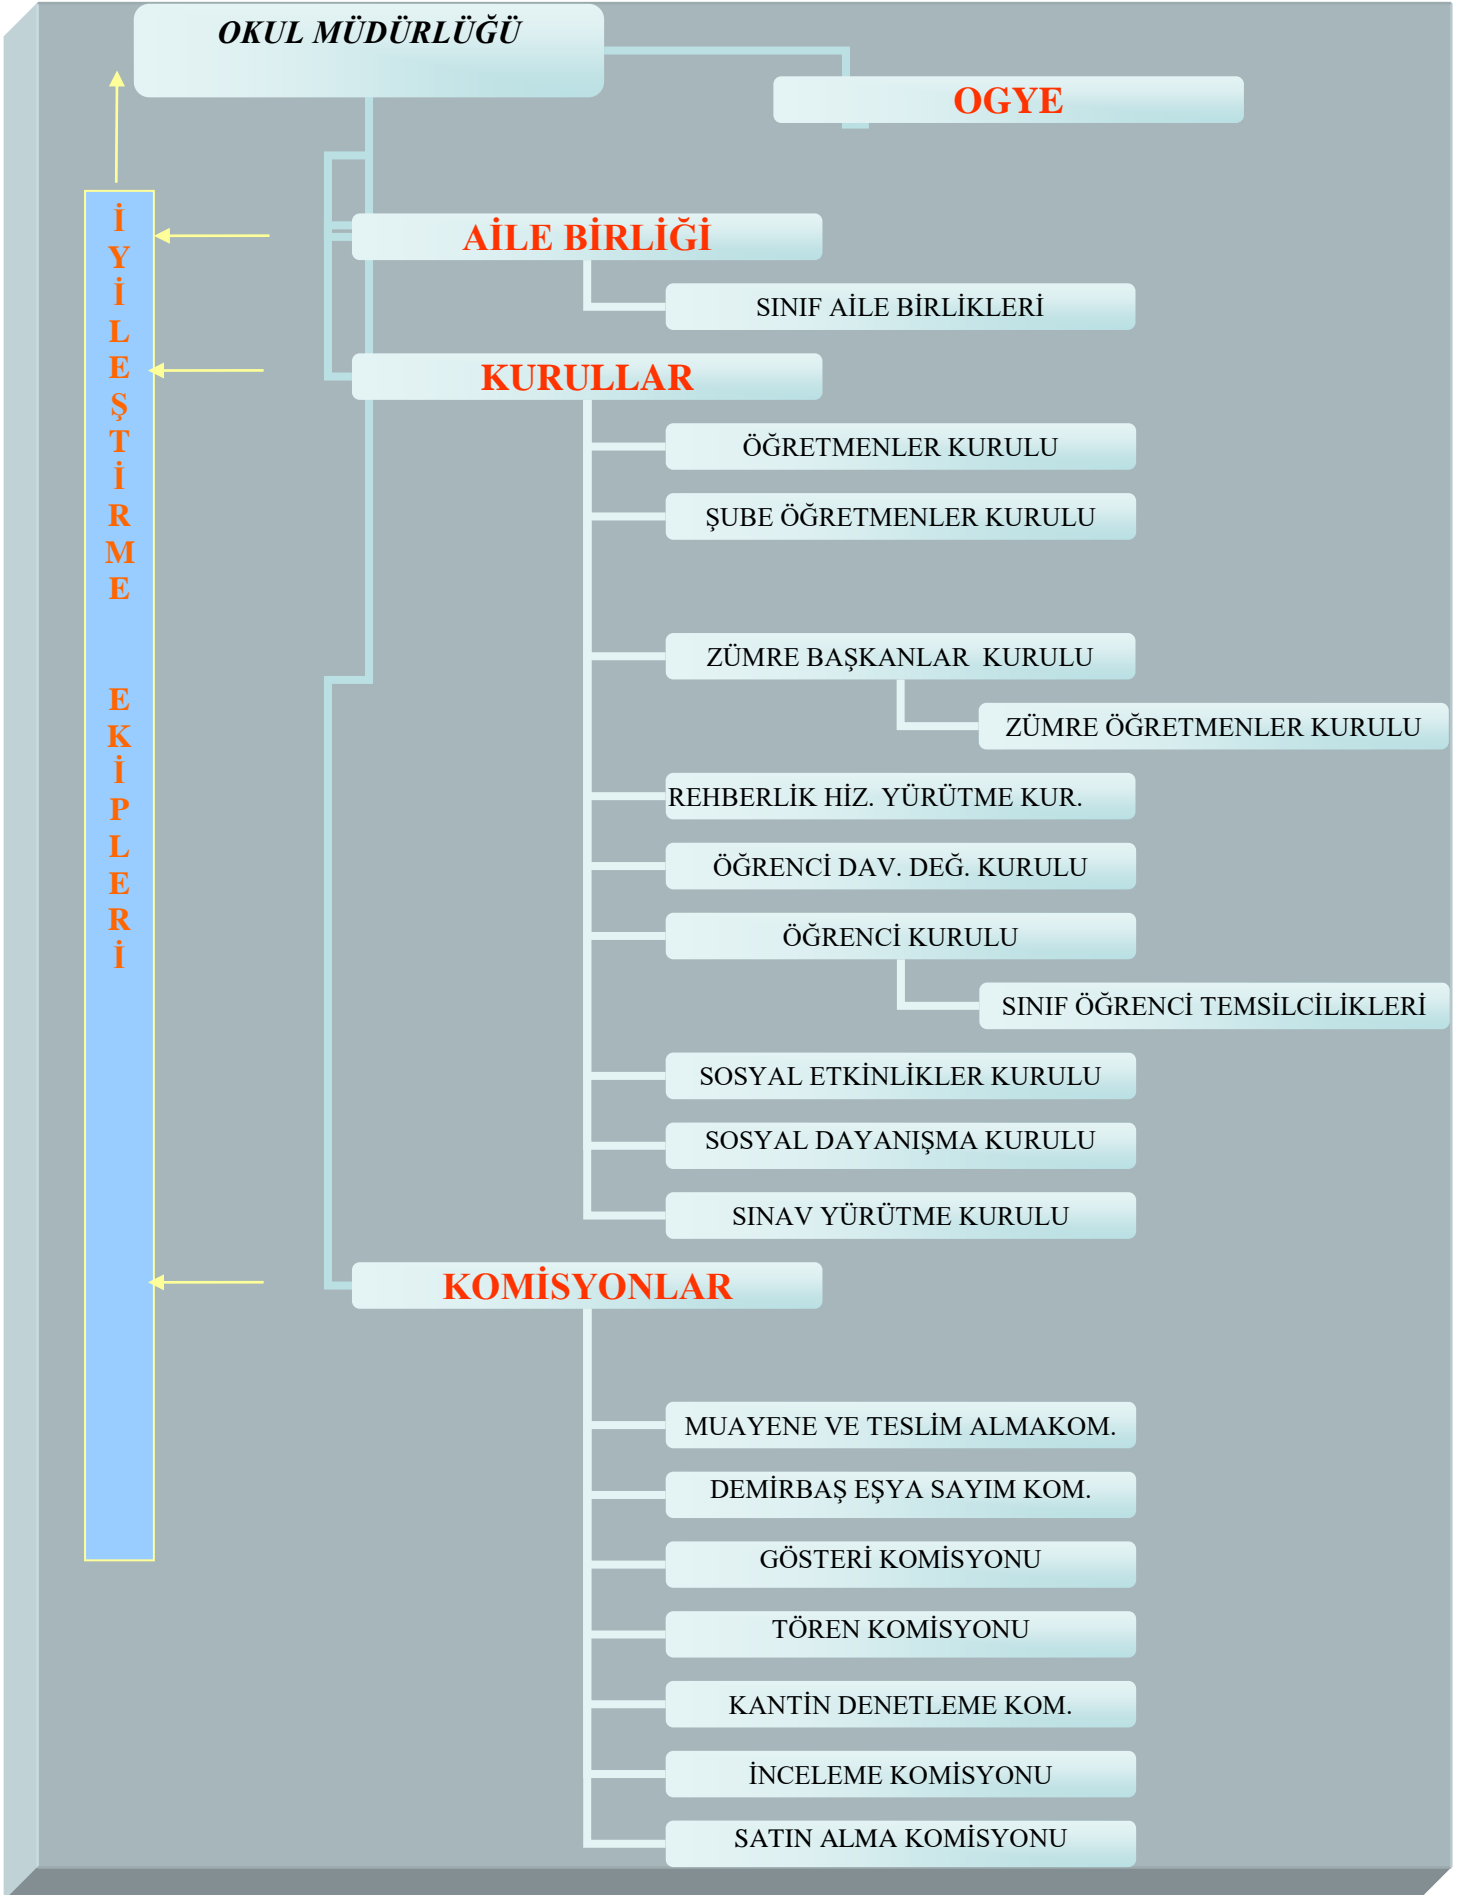 OKUL MÜDÜRLÜĞÜ
OGYE
İYİLEŞTİRME EKİPLERİ
AİLE BİRLİĞİ
SINIF AİLE BİRLİKLERİ
KURULLAR
ÖĞRETMENLER KURULU
ŞUBE ÖĞRETMENLER KURULU
ZÜMRE BAŞKANLAR KURULU
ZÜMRE ÖĞRETMENLER KURULU
REHBERLİK HİZ. YÜRÜTME KUR.
ÖĞRENCİ DAV. DEĞ. KURULU
ÖĞRENCİ KURULU
SINIF ÖĞRENCİ TEMSİLCİLİKLERİ
SOSYAL ETKİNLİKLER KURULU
SOSYAL DAYANIŞMA KURULU
SINAV YÜRÜTME KURULU
KOMİSYONLAR
MUAYENE VE TESLİM ALMAKOM.
DEMİRBAŞ EŞYA SAYIM KOM.
GÖSTERİ KOMİSYONU
TÖREN KOMİSYONU
KANTİN DENETLEME KOM.
İNCELEME KOMİSYONU
SATIN ALMA KOMİSYONU